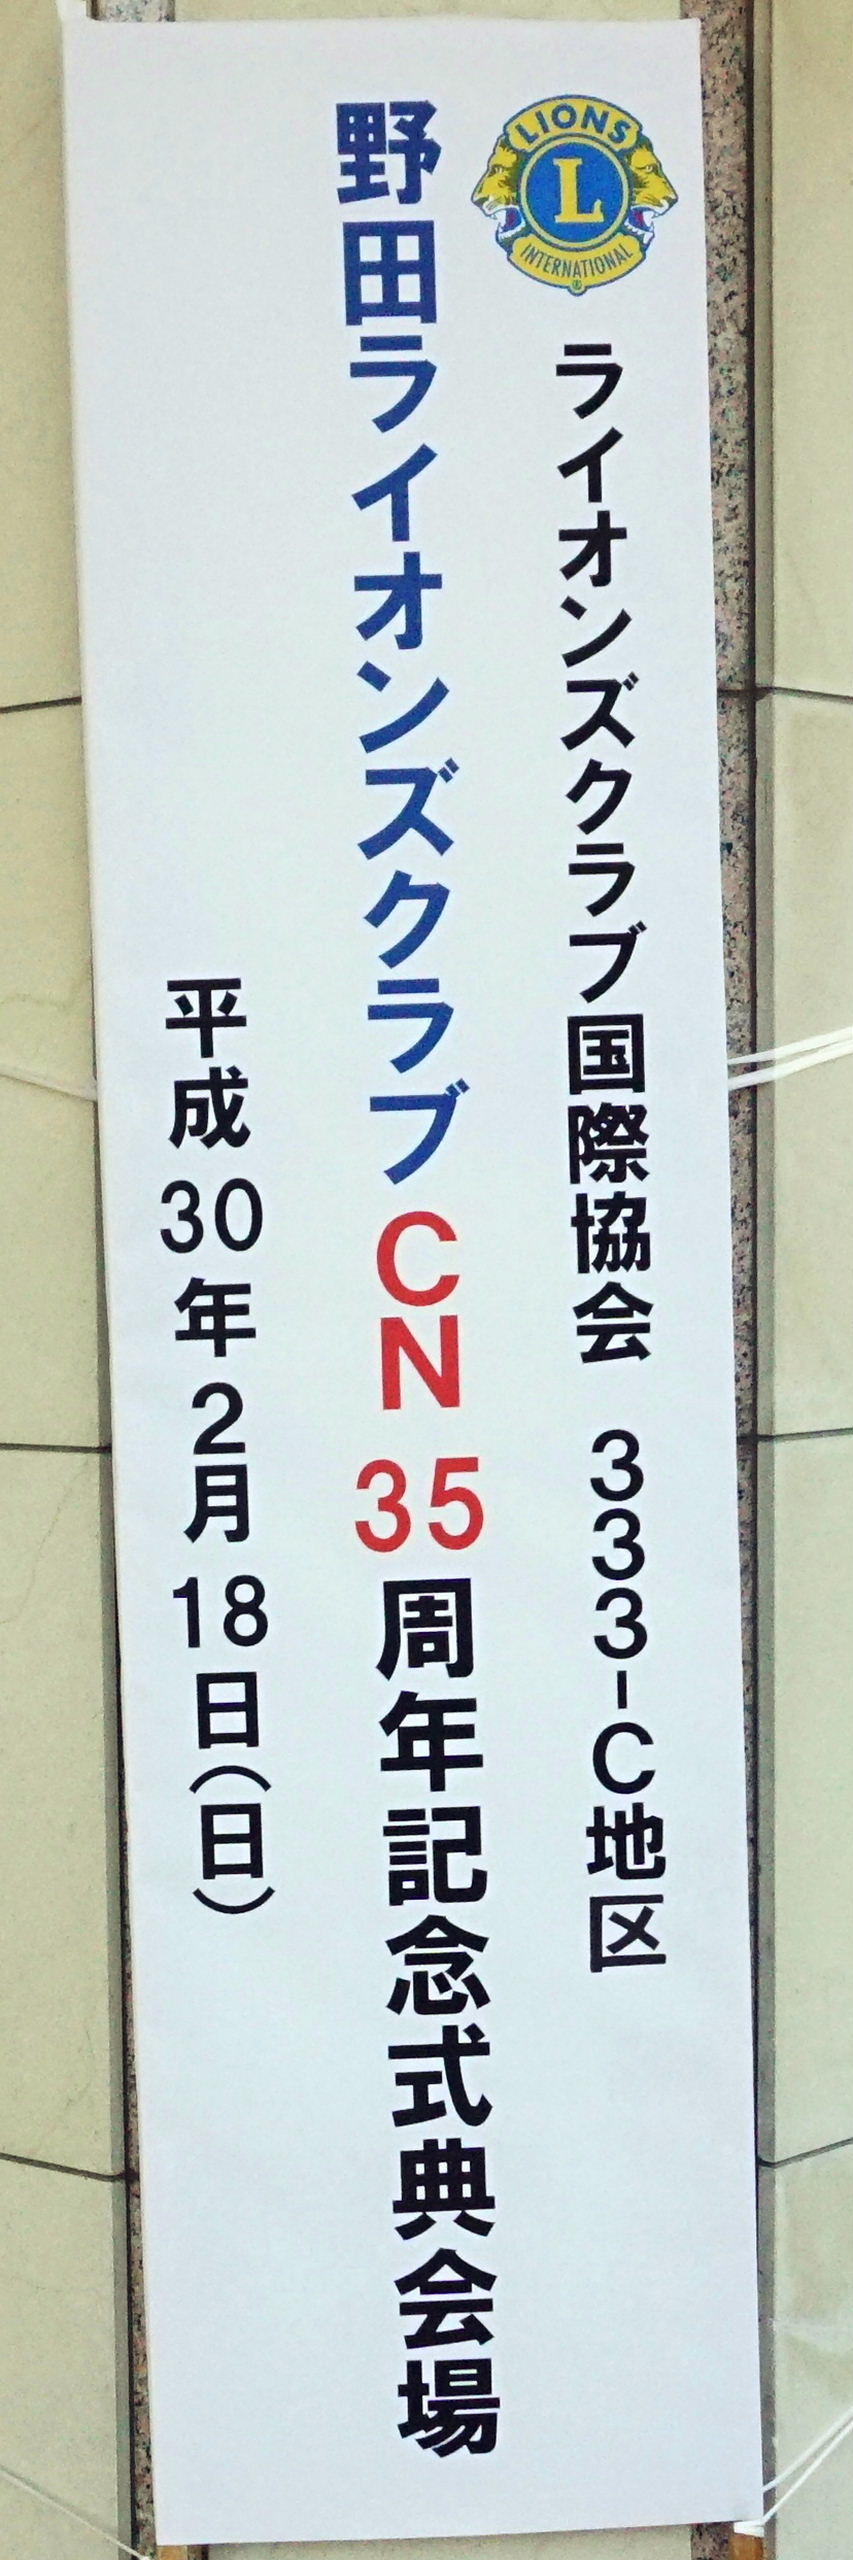 LIONS
L
INTERNATIONAL
ライオンズクラブ国際協会 333-C地区
野田ライオンズクラブCN35周年記念式典会場
平成30年2月18日(日)